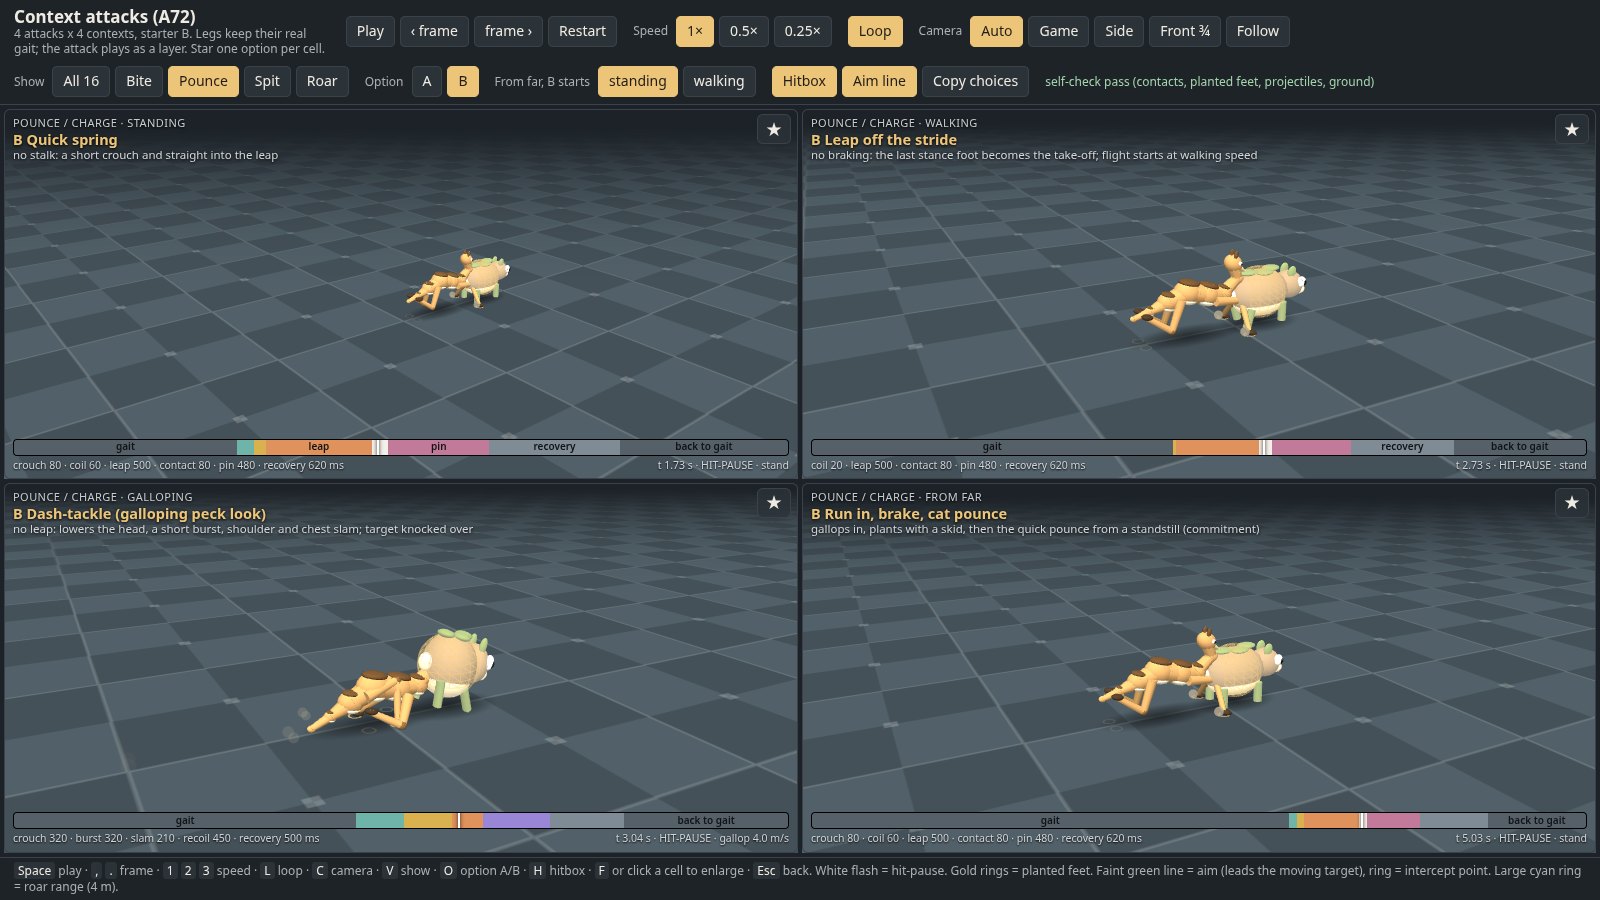 Context attacks (A72)
4 attacks x 4 contexts, starter B. Legs keep their real
gait; the attack plays as a layer. Star one option per cell.
Play ‹ frame frame › Restart Speed 1× 0.5× 0.25× Loop Camera Auto Game Side Front ¾ Follow
Show All 16 Bite Pounce Spit Roar Option A B From far, B starts standing walking Hitbox Aim line Copy choices self-check pass (contacts, planted feet, projectiles, ground)
POUNCE / CHARGE · STANDING
B Quick spring
no stalk: a short crouch and straight into the leap
★
gait leap pin recovery back to gait
crouch 80 · coil 60 · leap 500 · contact 80 · pin 480 · recovery 620 ms t 1.73 s · HIT-PAUSE · stand
POUNCE / CHARGE · WALKING
B Leap off the stride
no braking: the last stance foot becomes the take-off; flight starts at walking speed
★
gait recovery back to gait
coil 20 · leap 500 · contact 80 · pin 480 · recovery 620 ms t 2.73 s · HIT-PAUSE · stand
POUNCE / CHARGE · GALLOPING
B Dash-tackle (galloping peck look)
no leap: lowers the head, a short burst, shoulder and chest slam; target knocked over
★
gait back to gait
crouch 320 · burst 320 · slam 210 · recoil 450 · recovery 500 ms t 3.04 s · HIT-PAUSE · gallop 4.0 m/s
POUNCE / CHARGE · FROM FAR
B Run in, brake, cat pounce
gallops in, plants with a skid, then the quick pounce from a standstill (commitment)
★
gait back to gait
crouch 80 · coil 60 · leap 500 · contact 80 · pin 480 · recovery 620 ms t 5.03 s · HIT-PAUSE · stand
Space play · , . frame · 1 2 3 speed · L loop · C camera · V show · O option A/B · H hitbox · F or click a cell to enlarge · Esc back. White flash = hit-pause. Gold rings = planted feet. Faint green line = aim (leads the moving target), ring = intercept point. Large cyan ring
= roar range (4 m).